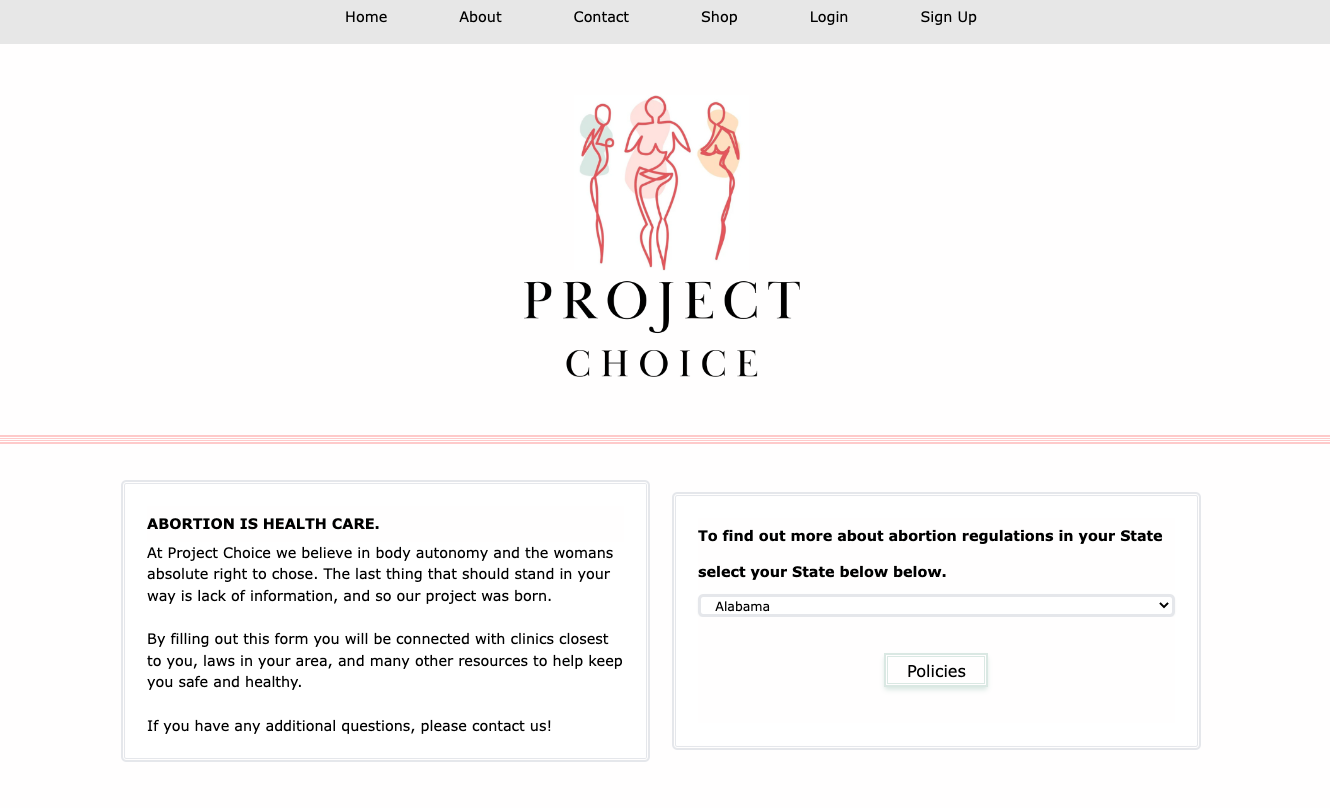 Home About Contact Shop Login Sign Up
PROJECT
CHOICE
ABORTION IS HEALTH CARE.
At Project Choice we believe in body autonomy and the womans
absolute right to chose. The last thing that should stand in your
way is lack of information, and so our project was born.
By filling out this form you will be connected with clinics closest
to you, laws in your area, and many other resources to help keep
you safe and healthy.
If you have any additional questions, please contact us!
To find out more about abortion regulations in your State
select your State below below.
Alabama
Policies